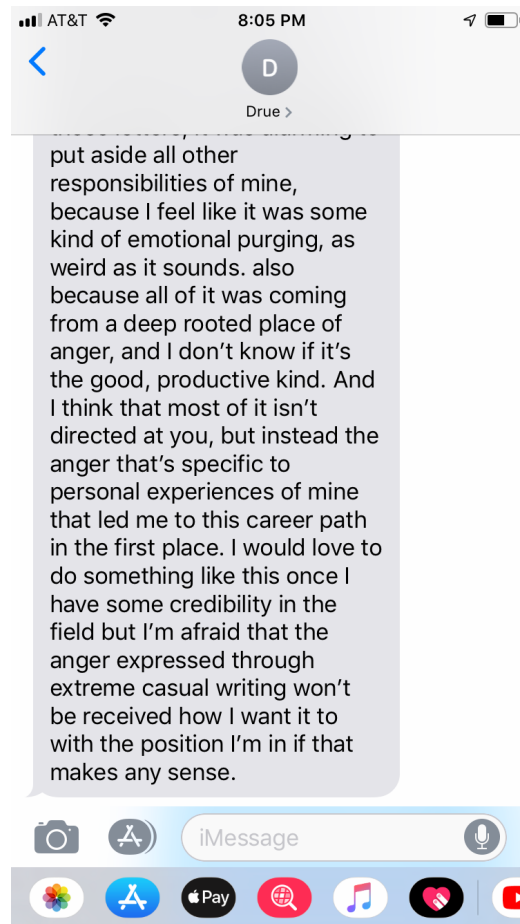 AT&T
8:05 PM
D
Drue >
put aside all other
responsibilities of mine,
because I feel like it was some
kind of emotional purging, as
weird as it sounds. also
because all of it was coming
from a deep rooted place of
anger, and I don’t know if it’s
the good, productive kind. And
I think that most of it isn’t
directed at you, but instead the
anger that’s specific to
personal experiences of mine
that led me to this career path
in the first place. I would love to
do something like this once I
have some credibility in the
field but I’m afraid that the
anger expressed through
extreme casual writing won’t
be received how I want it to
with the position I’m in if that
makes any sense.
iMessage
Pay